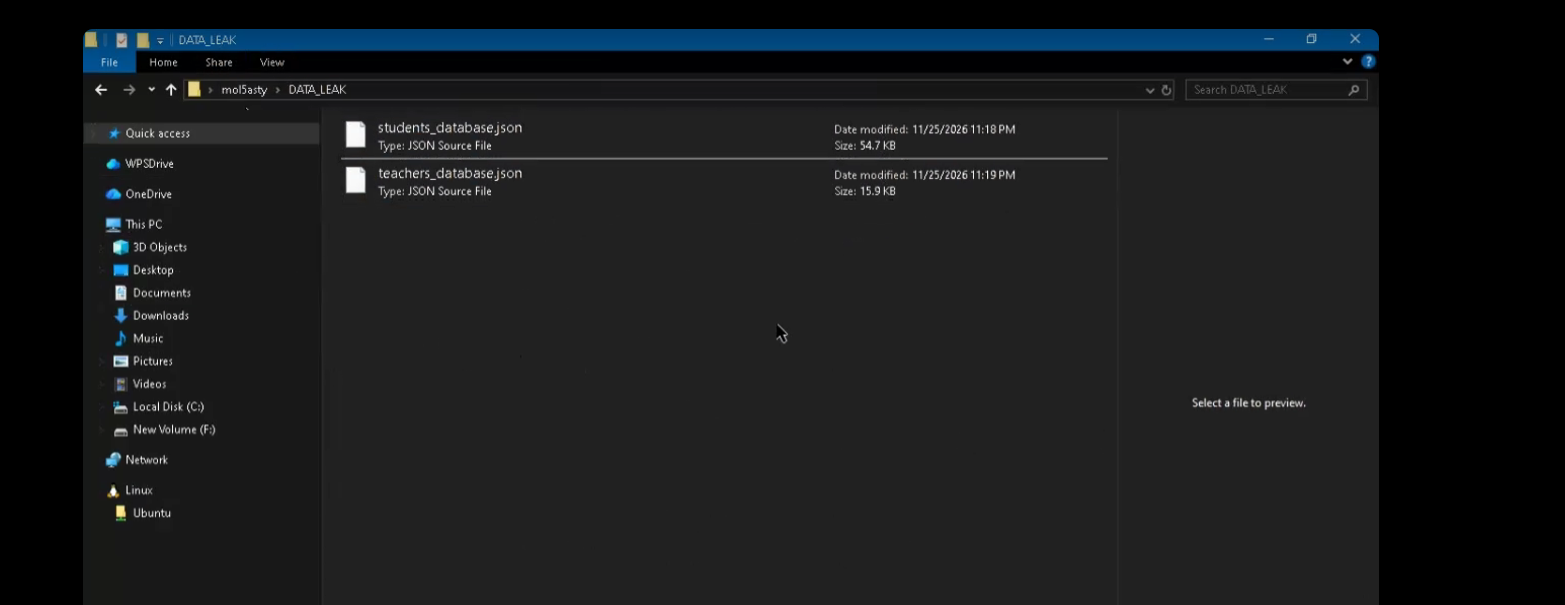 DATA_LEAK
File Home Share View
mol5asty › DATA_LEAK
Search DATA_LEAK
Quick access
WPSDrive
OneDrive
This PC
3D Objects
Desktop
Documents
Downloads
Music
Pictures
Videos
Local Disk (C:)
New Volume (F:)
Network
Linux
Ubuntu
students_database.json
Type: JSON Source File
Date modified: 11/25/2026 11:18 PM
Size: 54.7 KB
teachers_database.json
Type: JSON Source File
Date modified: 11/25/2026 11:19 PM
Size: 15.9 KB
Select a file to preview.